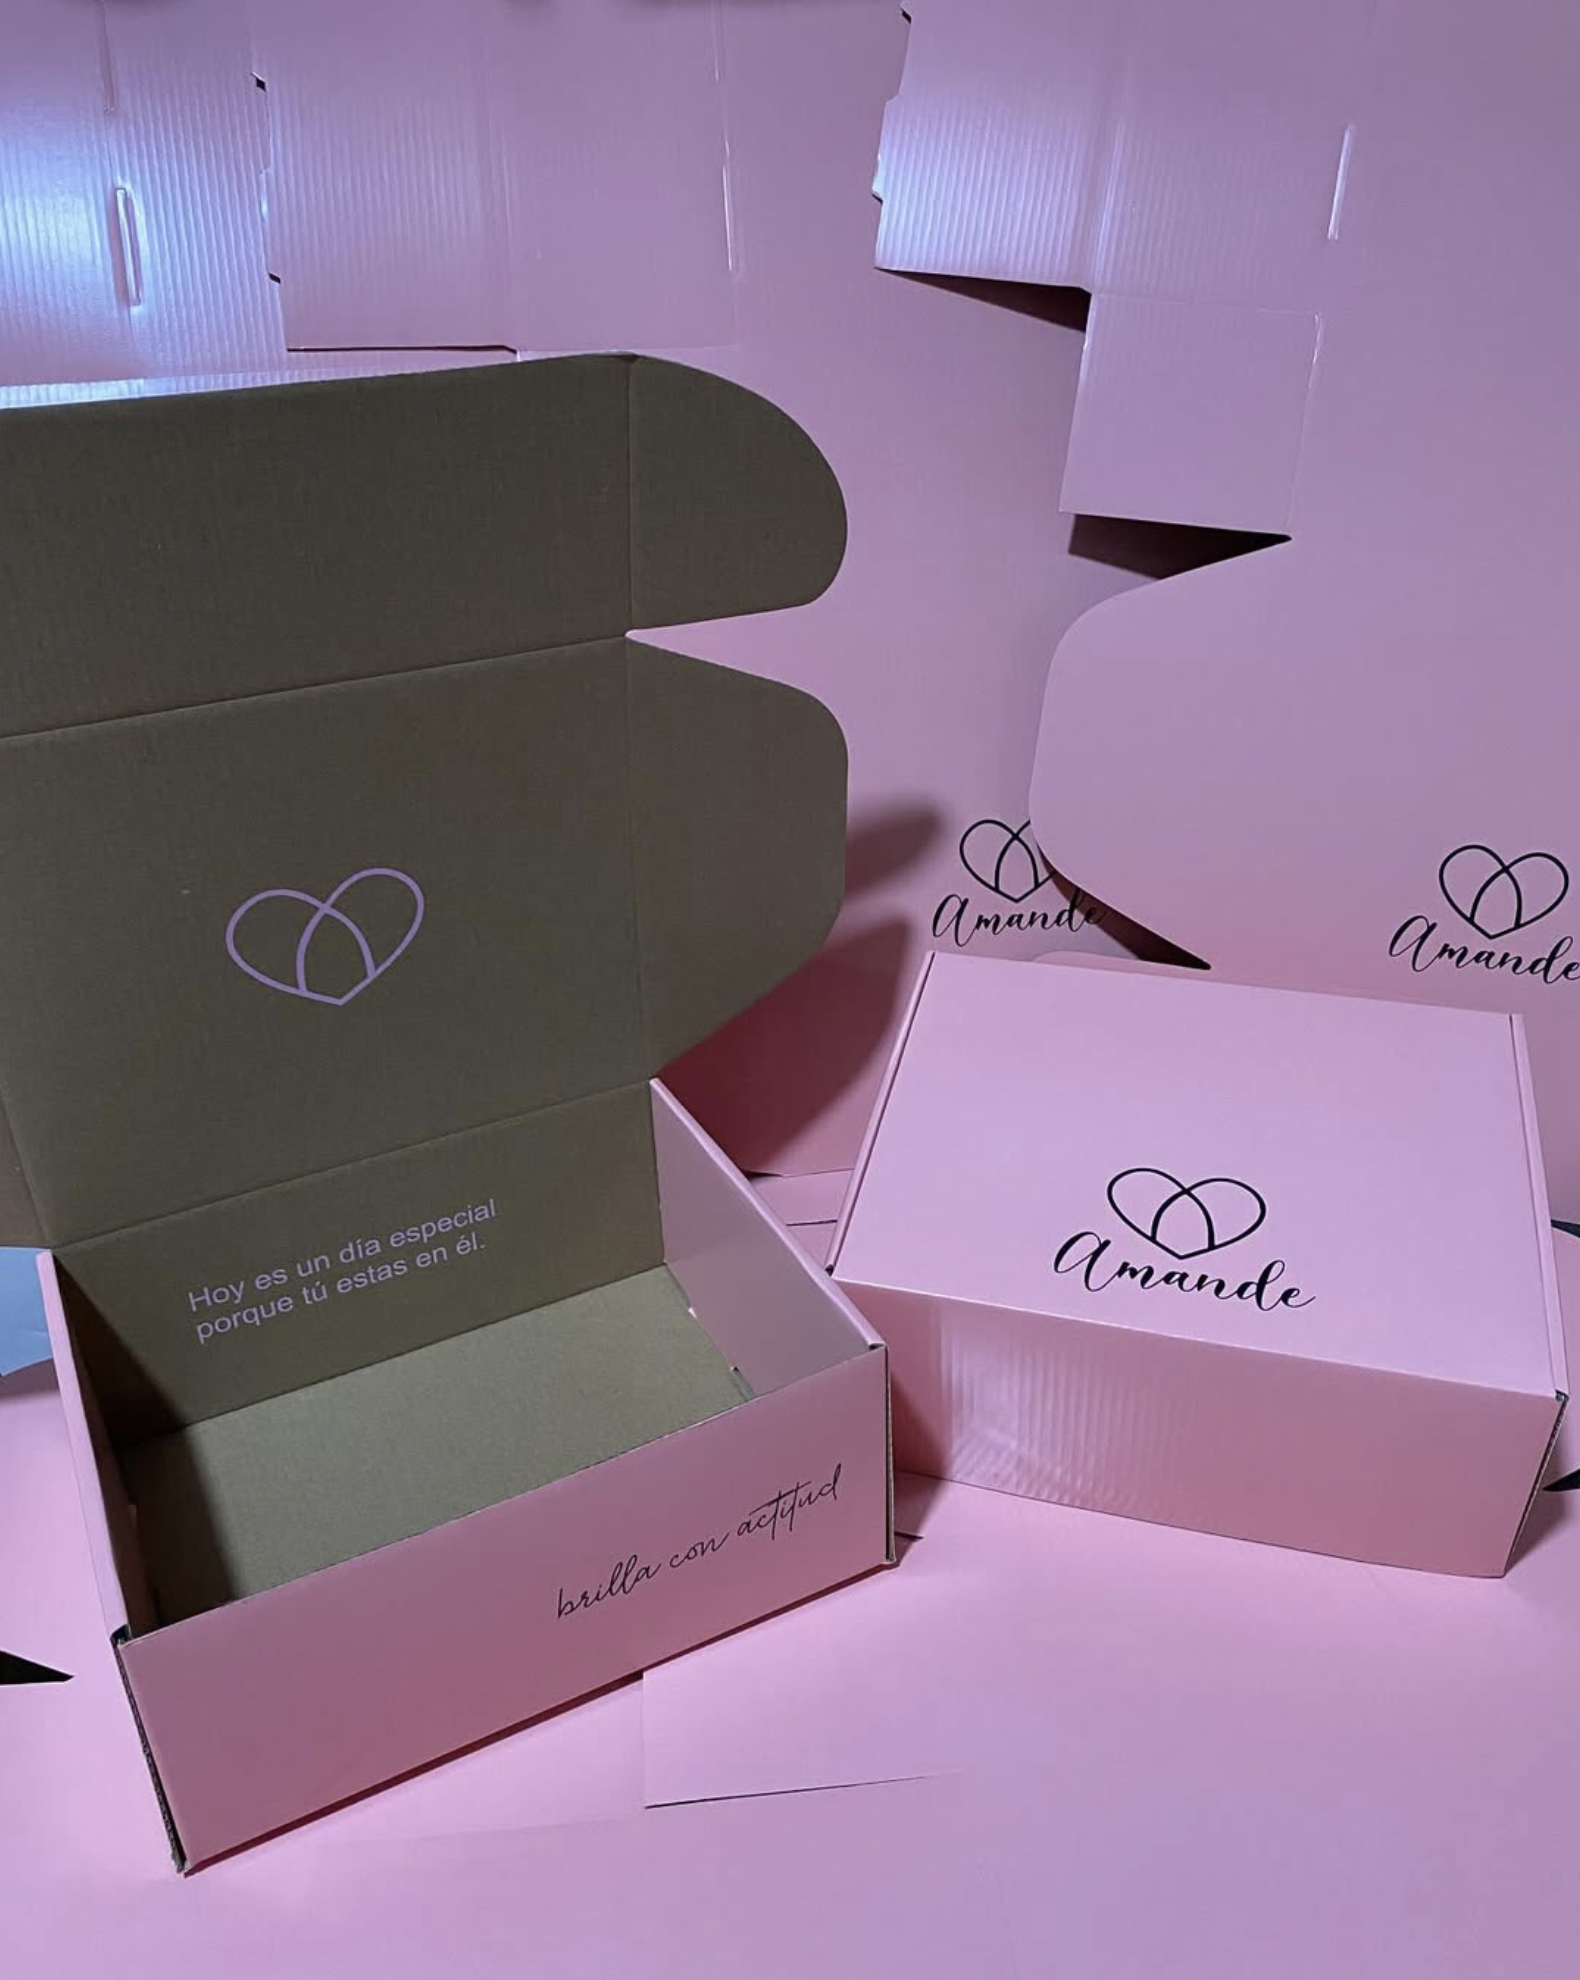 Amande
Amande
Amande
Hoy es un día especial
porque tú estas en él.
brilla con actitud